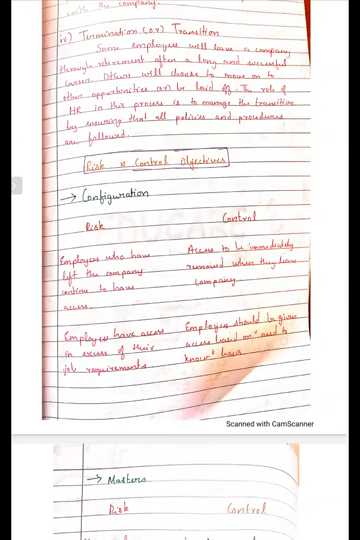 with the company.
iv) Termination (or) Transition
Some employees will leave a company
through retirement after a long and successful
career. Others will choose to move on to
other opportunities or be laid off. The role of
HR in this process is to manage the transition
by ensuring that all policies and procedures
are followed.
Risk & Control Objectives
→ Configuration
Risk Control
Employees who have
left the company
continue to have
access.
Access to be immediately
removed when they leave
company.
Employees have access
in excess of their
job requirements
Employees should be given
access based on "need to
know" basis
Scanned with CamScanner
→ Masters
Risk Control